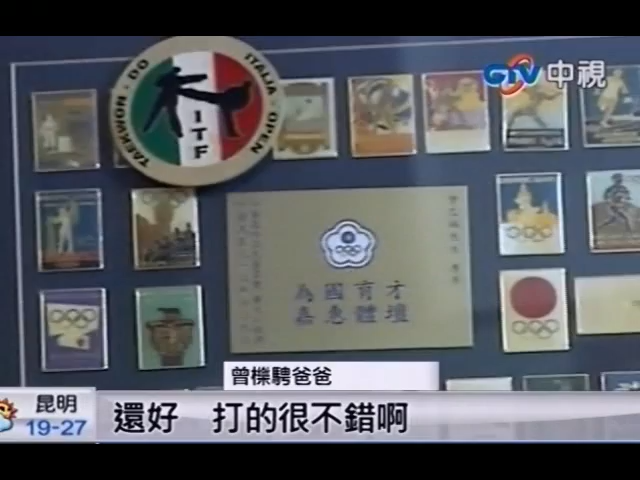 CTV中視
TAEKWON-DO
ITALIA-OPEN
ITF
為國育才
嘉惠體壇
曾櫟騁爸爸
還好 打的很不錯啊
昆明
19-27